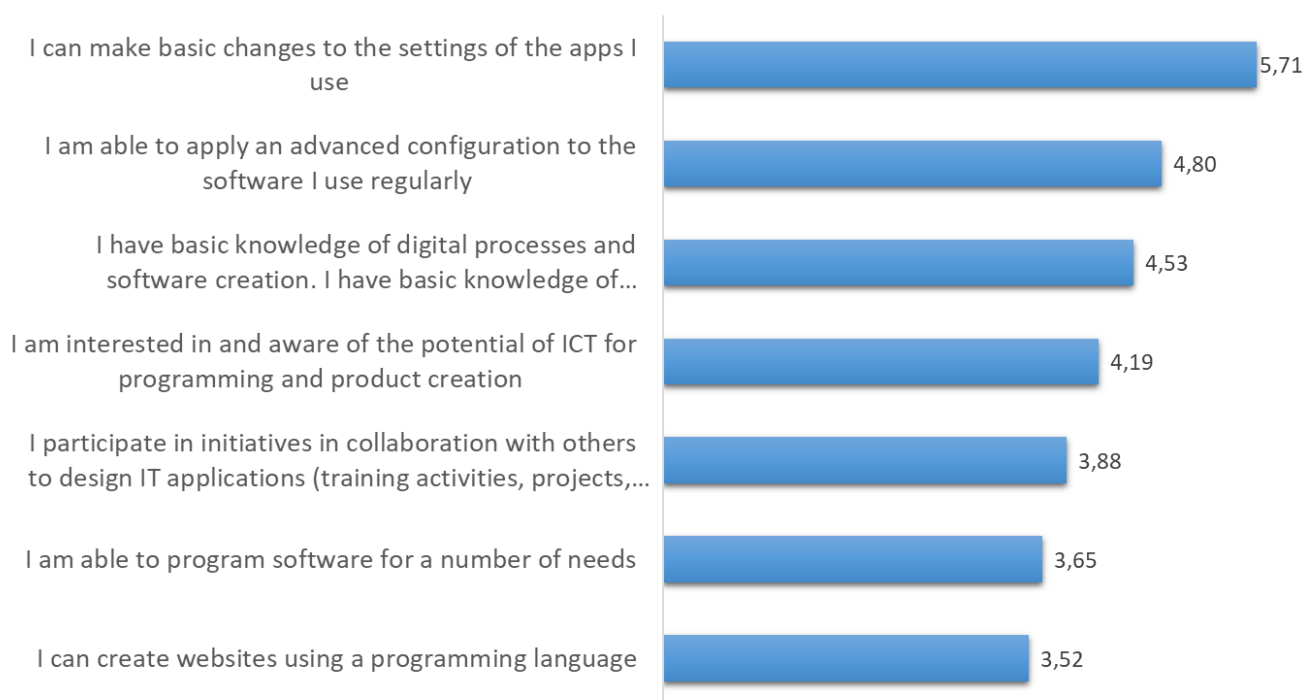 I can make basic changes to the settings of the apps I
use
5,71
I am able to apply an advanced configuration to the
software I use regularly
4,80
I have basic knowledge of digital processes and
software creation. I have basic knowledge of...
4,53
I am interested in and aware of the potential of ICT for
programming and product creation
4,19
I participate in initiatives in collaboration with others
to design IT applications (training activities, projects,...
3,88
I am able to program software for a number of needs
3,65
I can create websites using a programming language
3,52